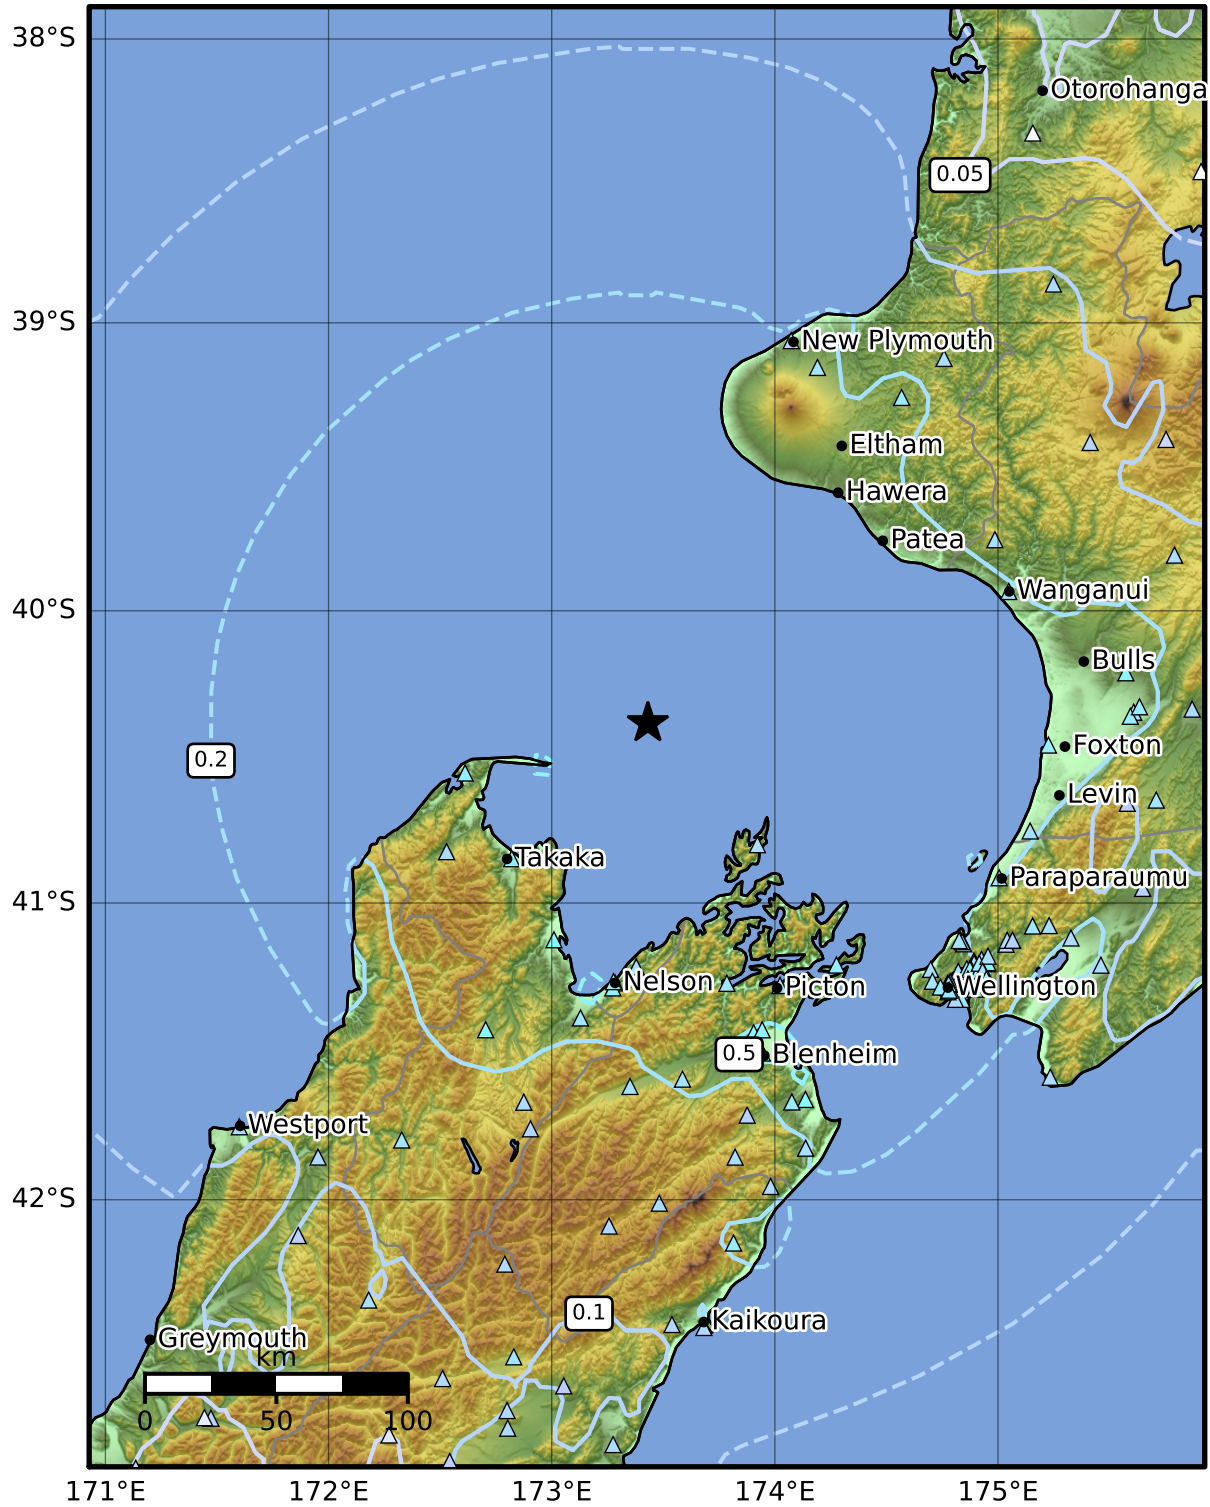 38°S
Otorohanga
0.05
39°S
New Plymouth
Eltham
Hawera
Patea
Wanganui
40°S
Bulls
Foxton
0.2
Levin
Takaka
Paraparaumu
41°S
Nelson
Picton
Wellington
0.5
Blenheim
Westport
42°S
0.1
Kaikoura
Greymouth
km
0 50 100
171°E 172°E 173°E 174°E 175°E